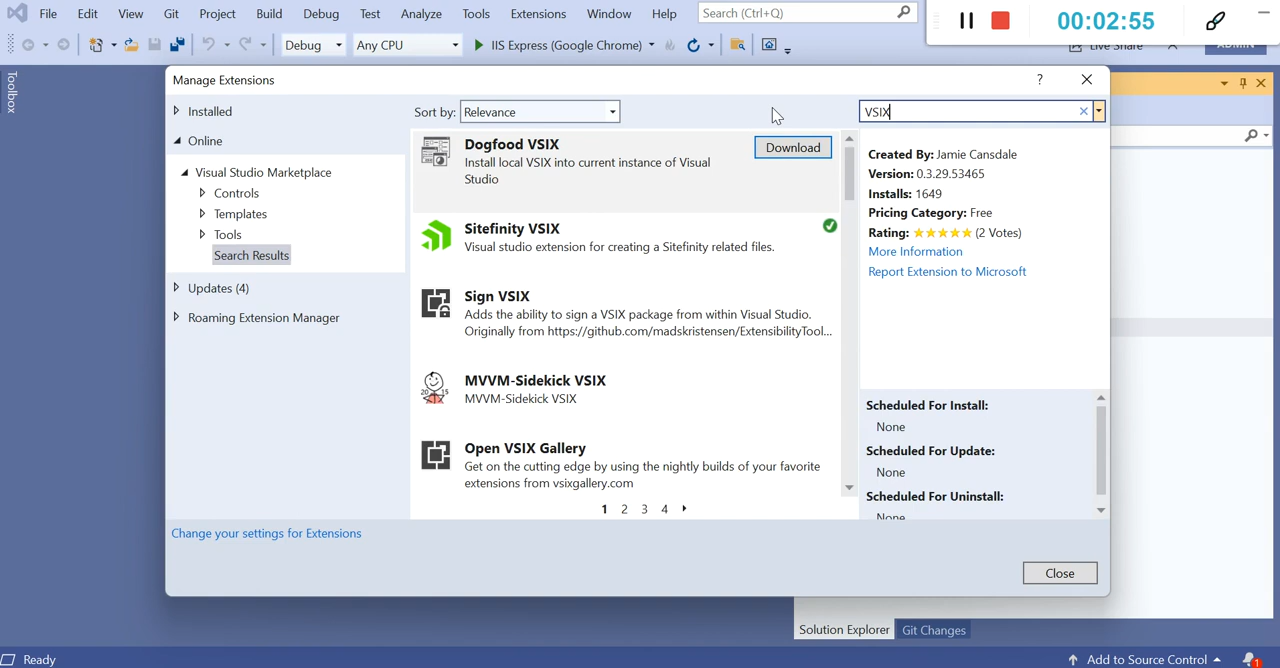 File Edit View Git Project Build Debug Test Analyze Tools Extensions Window Help Search (Ctrl+Q)
00:02:55
Debug Any CPU IIS Express (Google Chrome) Live Share ADMIN
Toolbox
Manage Extensions ?
Installed
Online
Visual Studio Marketplace
Controls
Templates
Tools
Search Results
Updates (4)
Roaming Extension Manager
Change your settings for Extensions
Sort by: Relevance
Dogfood VSIX Download
Install local VSIX into current instance of Visual
Studio
Sitefinity VSIX
Visual studio extension for creating a Sitefinity related files.
Sign VSIX
Adds the ability to sign a VSIX package from within Visual Studio.
Originally from https://github.com/madskristensen/ExtensibilityTool...
MVVM-Sidekick VSIX
MVVM-Sidekick VSIX
Open VSIX Gallery
Get on the cutting edge by using the nightly builds of your favorite
extensions from vsixgallery.com
1 2 3 4
VSIX
Created By: Jamie Cansdale
Version: 0.3.29.53465
Installs: 1649
Pricing Category: Free
Rating: (2 Votes)
More Information
Report Extension to Microsoft
Scheduled For Install:
None
Scheduled For Update:
None
Scheduled For Uninstall:
None
Close
Solution Explorer Git Changes
Ready Add to Source Control 1